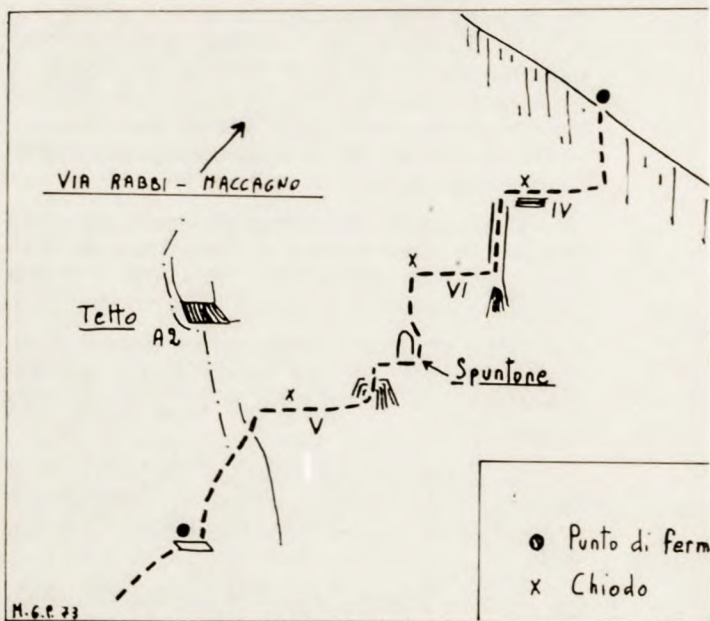 VIA RABBI - MACCAGNO
X
IV
X
VI
Tetto
A2
Spuntone
X
V
Punto di ferm
X Chiodo
M.G.P. 73